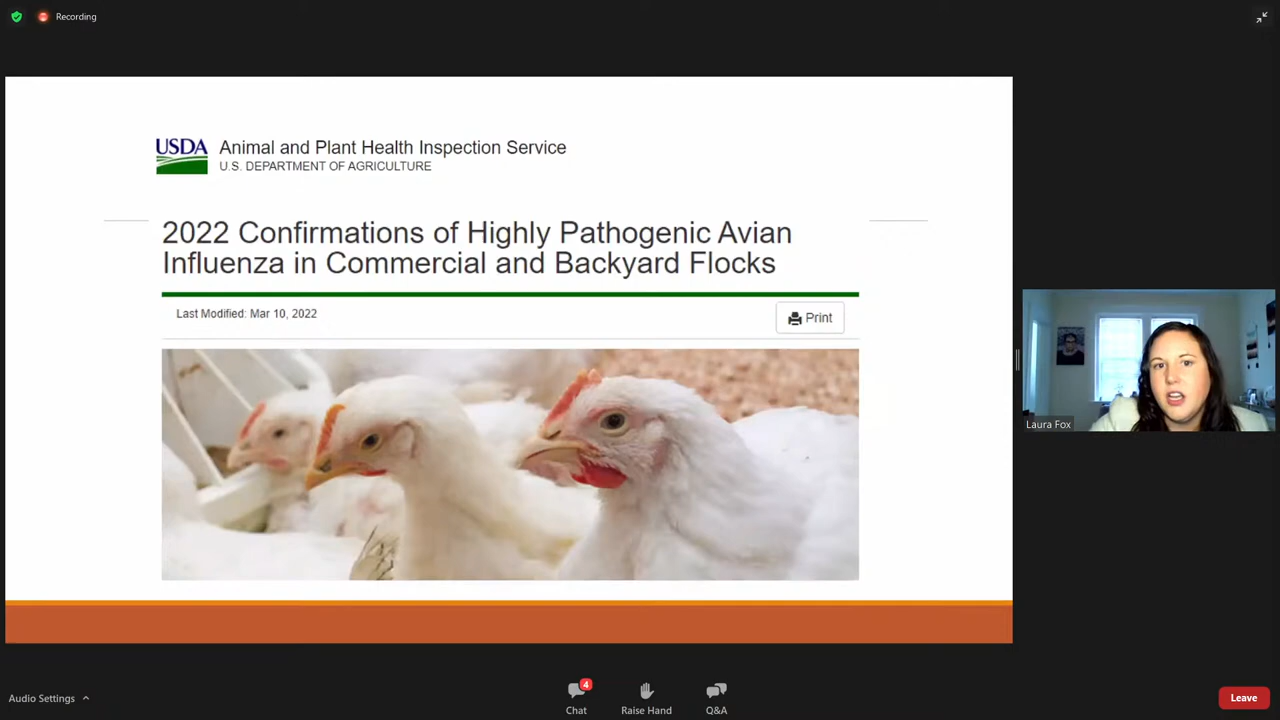 Recording
USDA
Animal and Plant Health Inspection Service
U.S. DEPARTMENT OF AGRICULTURE
2022 Confirmations of Highly Pathogenic Avian
Influenza in Commercial and Backyard Flocks
Last Modified: Mar 10, 2022
Print
Laura Fox
Audio Settings
4
Chat
Raise Hand
Q&A
Leave